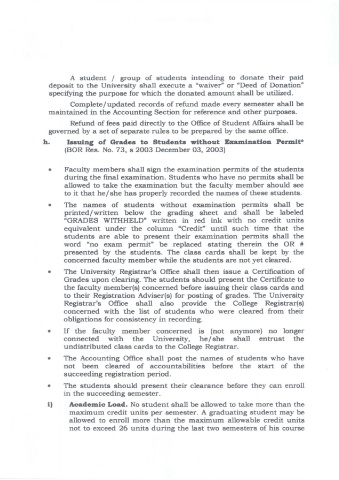 A student / group of students intending to donate their paid
deposit to the University shall execute a "waiver" or "Deed of Donation"
specifying the purpose for which the donated amount shall be utilized.
Complete/updated records of refund made every semester shall be
maintained in the Accounting Section for reference and other purposes.
Refund of fees paid directly to the Office of Student Affairs shall be
governed by a set of separate rules to be prepared by the same office.
h. Issuing of Grades to Students without Examination Permit*
(BOR Res. No. 73, s 2003 December 03, 2003)
• Faculty members shall sign the examination permits of the students
during the final examination. Students who have no permits shall be
allowed to take the examination but the faculty member should see
to it that he/she has properly recorded the names of these students.
• The names of students without examination permits shall be
printed/written below the grading sheet and shall be labeled
"GRADES WITHHELD" written in red ink with no credit units
equivalent under the column "Credit" until such time that the
students are able to present their examination permits shall the
word "no exam permit" be replaced stating therein the OR #
presented by the students. The class cards shall be kept by the
concerned faculty member while the students are not yet cleared.
• The University Registrar's Office shall then issue a Certification of
Grades upon clearing. The students should present the Certificate to
the faculty member(s) concerned before issuing their class cards and
to their Registration Adviser(s) for posting of grades. The University
Registrar's Office shall also provide the College Registrar(s)
concerned with the list of students who were cleared from their
obligations for consistency in recording.
• If the faculty member concerned is (not anymore) no longer
connected with the University, he/she shall entrust the
undistributed class cards to the College Registrar.
• The Accounting Office shall post the names of students who have
not been cleared of accountabilities before the start of the
succeeding registration period.
• The students should present their clearance before they can enroll
in the succeeding semester.
i) Academic Load. No student shall be allowed to take more than the
maximum credit units per semester. A graduating student may be
allowed to enroll more than the maximum allowable credit units
not to exceed 26 units during the last two semesters of his course